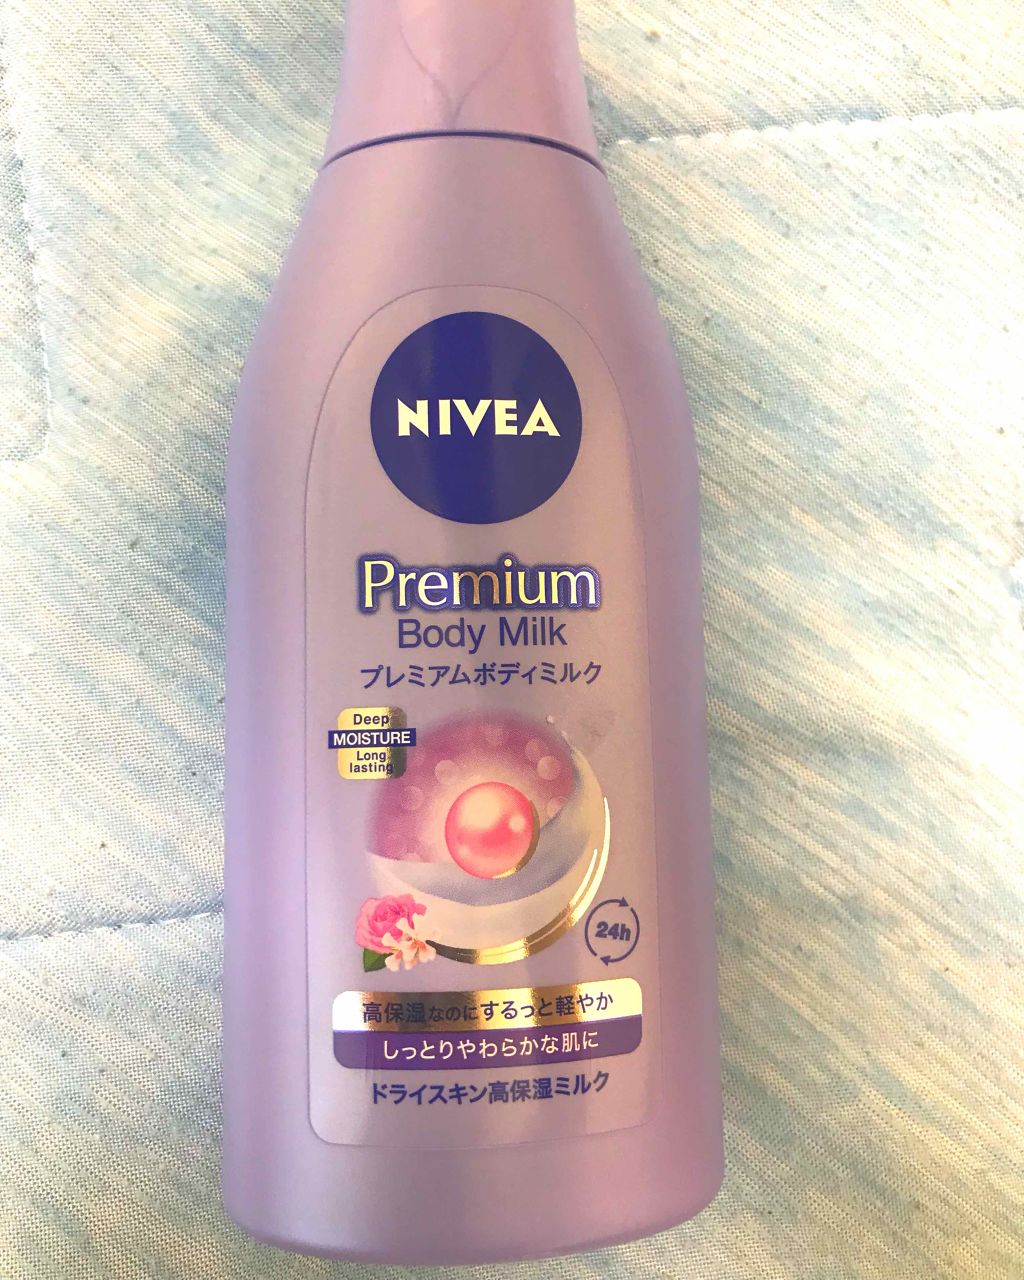 NIVEA
Premium
Body Milk
プレミアムボディミルク
Deep
MOISTURE
Long
lasting
24h
高保湿なのにするっと軽やか
しっとりやわらかな肌に
ドライスキン高保湿ミルク